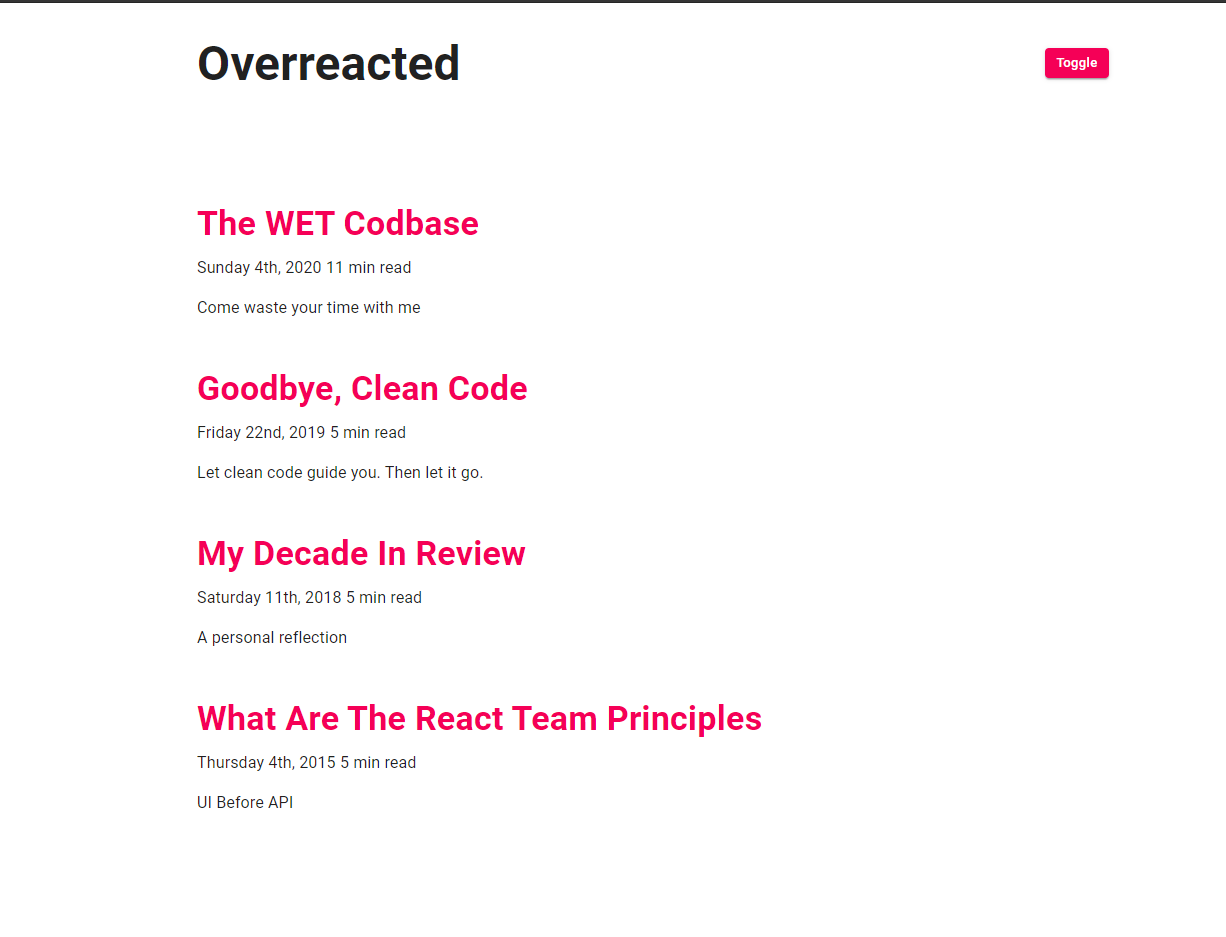 Overreacted
Toggle
The WET Codbase
Sunday 4th, 2020 11 min read
Come waste your time with me
Goodbye, Clean Code
Friday 22nd, 2019 5 min read
Let clean code guide you. Then let it go.
My Decade In Review
Saturday 11th, 2018 5 min read
A personal reflection
What Are The React Team Principles
Thursday 4th, 2015 5 min read
UI Before API